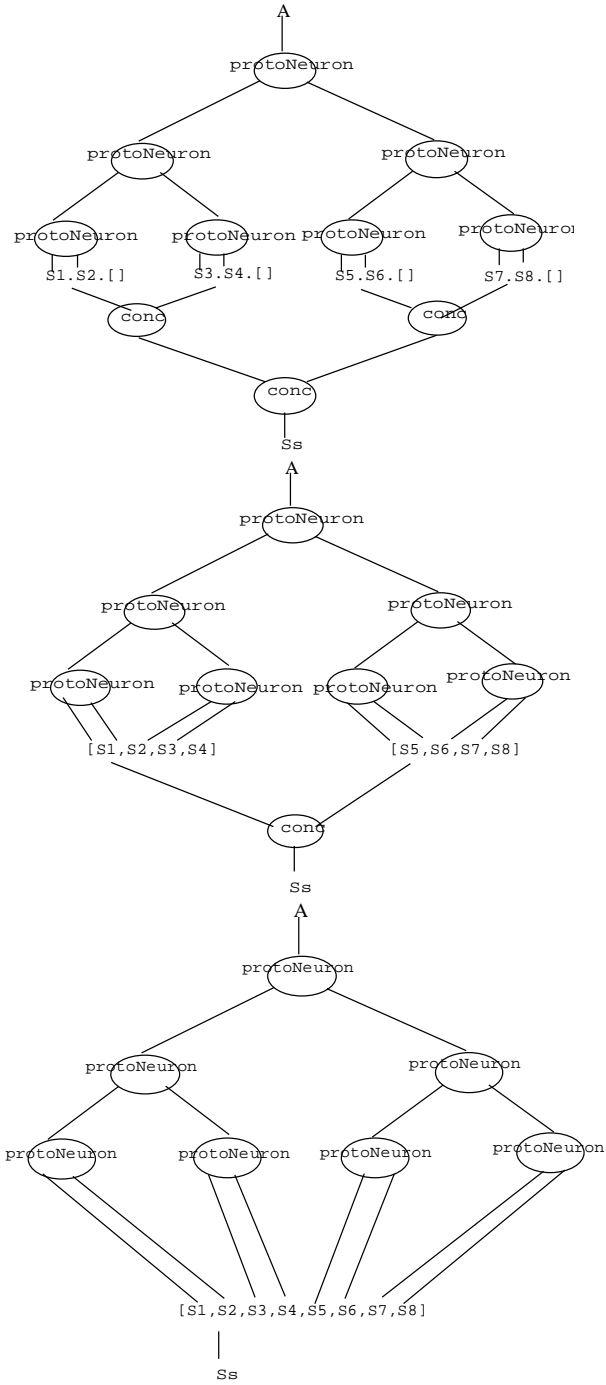 A
protoNeuron
protoNeuron protoNeuron
protoNeuron protoNeuron protoNeuron protoNeuron
S1.S2.[] S3.S4.[] S5.S6.[] S7.S8.[]
conc conc
conc
Ss
A
protoNeuron
protoNeuron protoNeuron
protoNeuron protoNeuron protoNeuron protoNeuron
[S1,S2,S3,S4] [S5,S6,S7,S8]
conc
Ss
A
protoNeuron
protoNeuron protoNeuron
protoNeuron protoNeuron protoNeuron protoNeuron
[S1,S2,S3,S4,S5,S6,S7,S8]
Ss